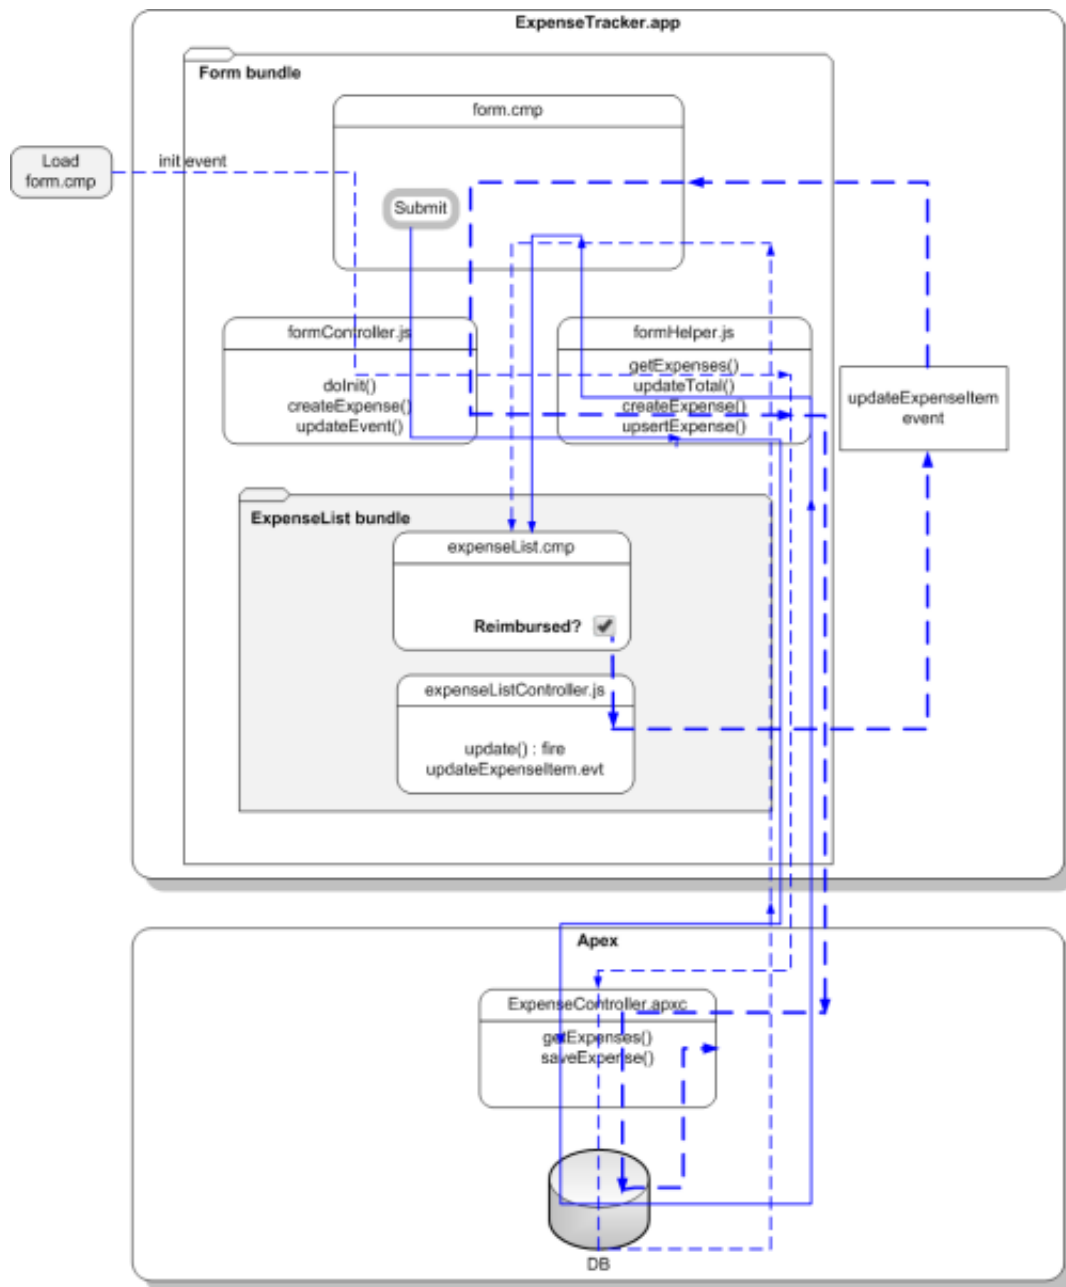 ExpenseTracker.app
Form bundle
form.cmp
Load
form.cmp
init event
Submit
formController.js
doInit()
createExpense()
updateEvent()
formHelper.js
getExpenses()
updateTotal()
createExpense()
upsertExpense()
updateExpenseItem
event
ExpenseList bundle
expenseList.cmp
Reimbursed?
expenseListController.js
update() : fire
updateExpenseItem.evt
Apex
ExpenseController.apxc
getExpenses()
saveExpense()
DB